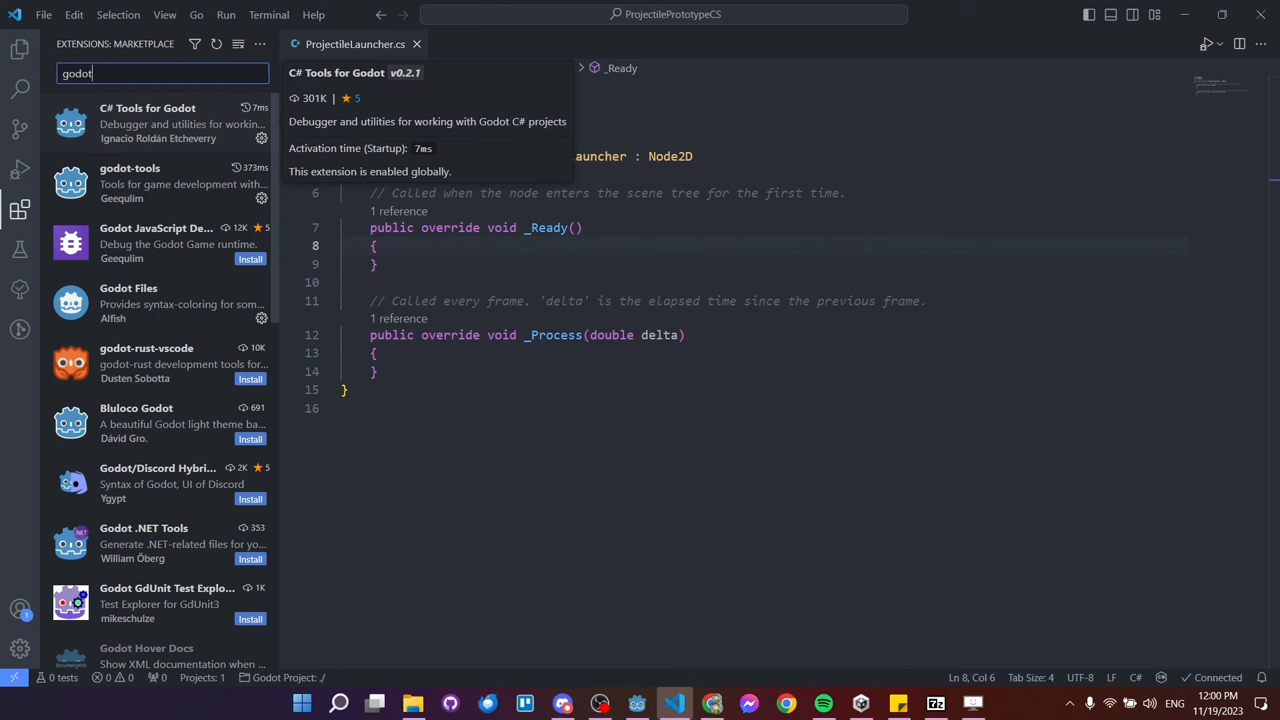 File Edit Selection View Go Run Terminal Help
ProjectilePrototypeCS
EXTENSIONS: MARKETPLACE
godot
C# Tools for Godot 7ms
Debugger and utilities for workin...
Ignacio Roldán Etcheverry
godot-tools 373ms
Tools for game development with...
Geequlim
Godot JavaScript De... 12K 5
Debug the Godot Game runtime.
Geequlim Install
Godot Files
Provides syntax-coloring for som...
Alfish
godot-rust-vscode 10K
godot-rust development tools for...
Dusten Sobotta Install
Bluloco Godot 691
A beautiful Godot light theme ba...
Dávid Gro. Install
Godot/Discord Hybri... 2K 5
Syntax of Godot, UI of Discord
Ygypt Install
Godot .NET Tools 353
Generate .NET-related files for yo...
William Öberg Install
Godot GdUnit Test Explo... 1K
Test Explorer for GdUnit3
mikeschulze Install
Godot Hover Docs
Show XML documentation when ...
ProjectileLauncher.cs
_Ready
C# Tools for Godot v0.2.1
301K | 5
Debugger and utilities for working with Godot C# projects
Activation time (Startup): 7ms
This extension is enabled globally.
auncher : Node2D
6 // Called when the node enters the scene tree for the first time.
1 reference
7 public override void _Ready()
8 {
9 }
10
11 // Called every frame. 'delta' is the elapsed time since the previous frame.
1 reference
12 public override void _Process(double delta)
13 {
14 }
15 }
16
1
0 tests 0 0 0 Projects: 1 Godot Project: ./ Ln 8, Col 6 Tab Size: 4 UTF-8 LF C# Connected
ENG 12:00 PM
11/19/2023